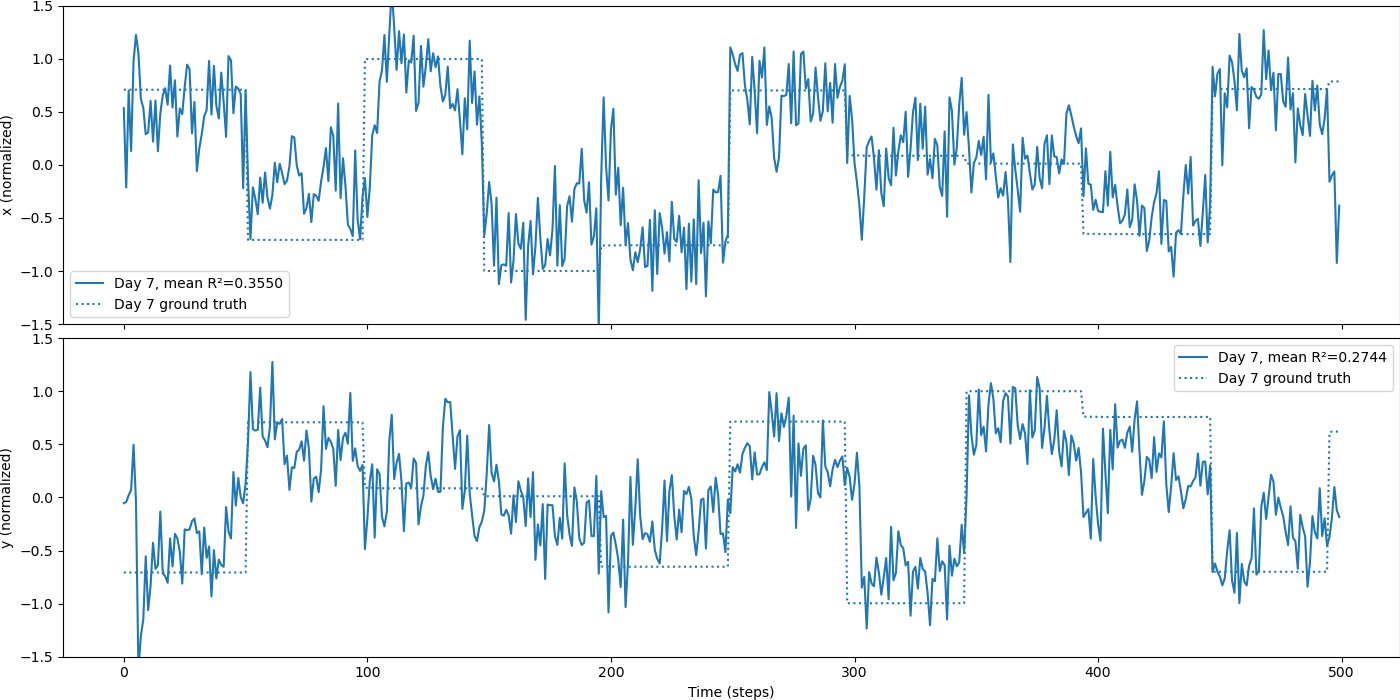 1.5
1.0
0.5
0.0
−0.5
−1.0
−1.5
x (normalized)
Day 7, mean R²=0.3550
Day 7 ground truth
1.5
1.0
0.5
0.0
−0.5
−1.0
−1.5
y (normalized)
Day 7, mean R²=0.2744
Day 7 ground truth
0
100
200
300
400
500
Time (steps)